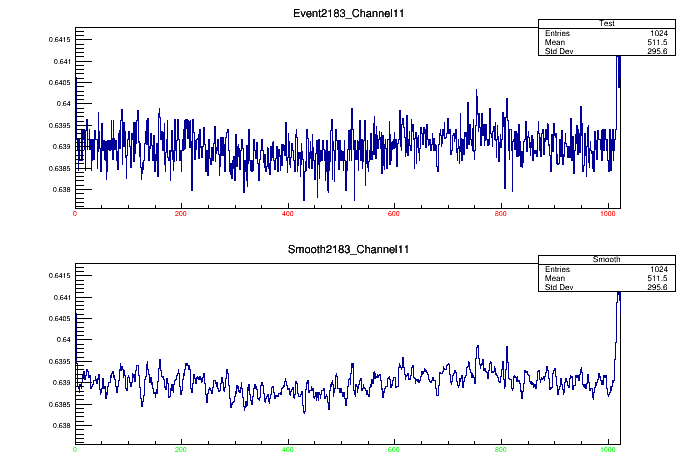 Event2183_Channel11
Test
Entries 1024
Mean 511.5
Std Dev 295.6
0.6415
0.641
0.6405
0.64
0.6395
0.639
0.6385
0.638
0 200 400 600 800 1000
Smooth2183_Channel11
Smooth
Entries 1024
Mean 511.5
Std Dev 295.6
0.6415
0.641
0.6405
0.64
0.6395
0.639
0.6385
0.638
0 200 400 600 800 1000